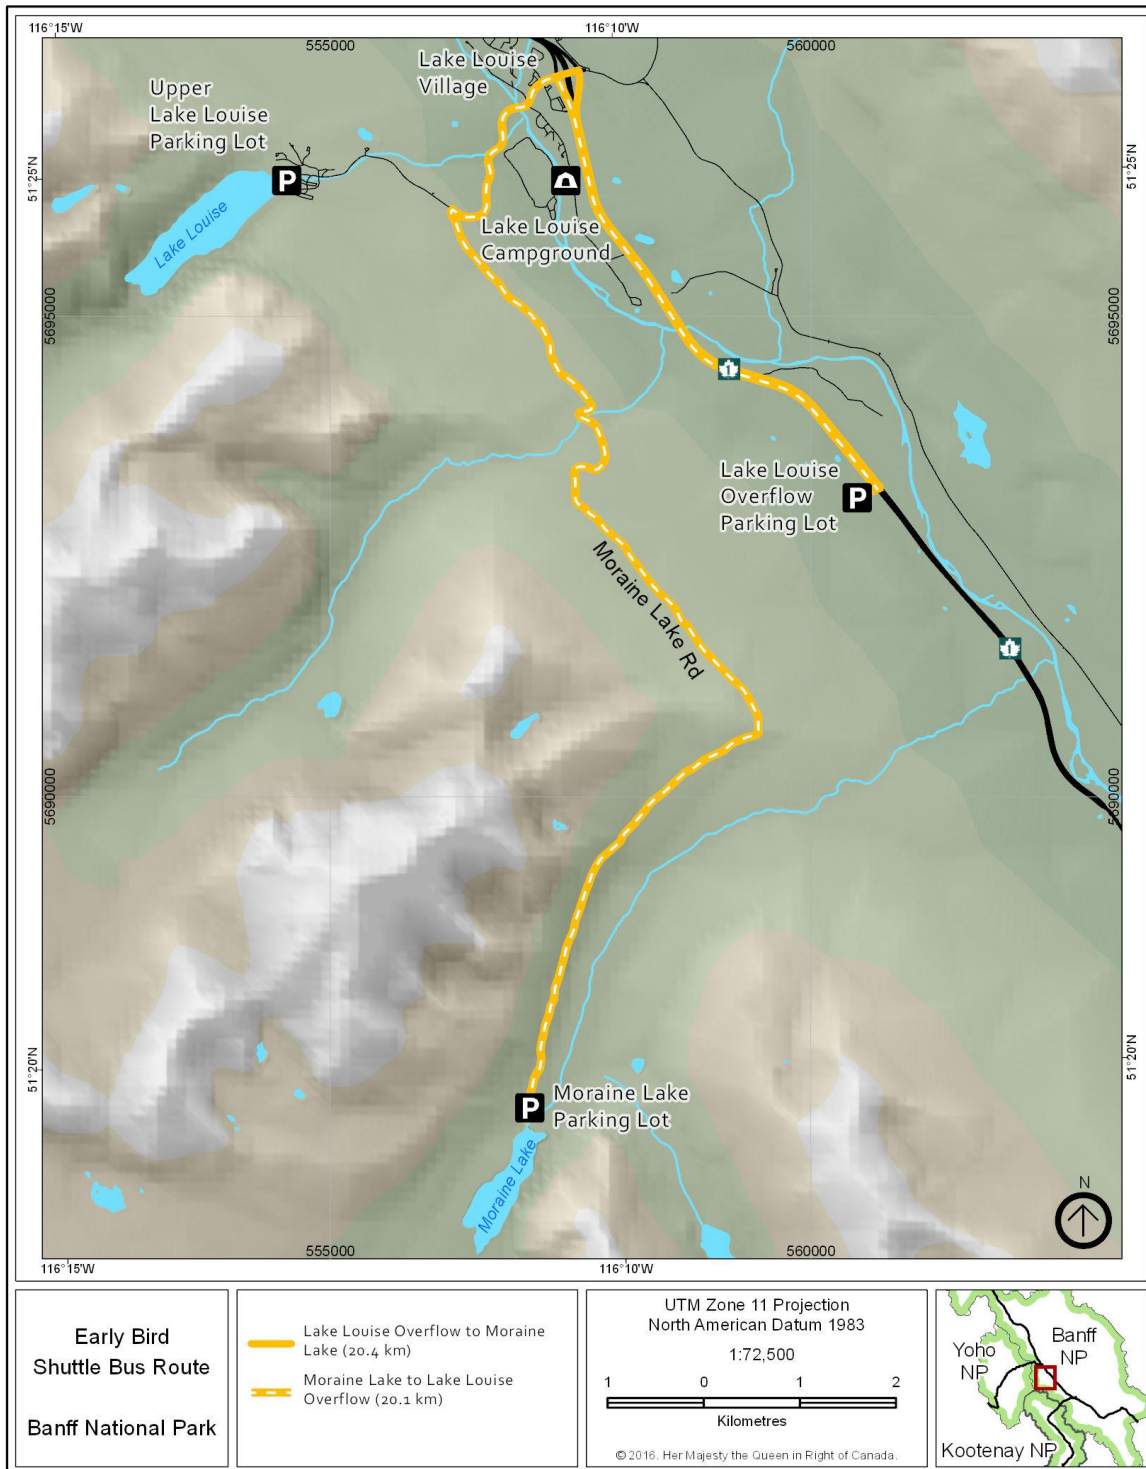 116°15'W
116°10'W
555000
560000
Lake Louise
Village
Upper
Lake Louise
Parking Lot
51°25'N
51°25'N
P
Lake Louise
Lake Louise
Campground
5695000
5695000
1
Lake Louise
Overflow
Parking Lot
P
Moraine Lake Rd
1
5690000
5690000
51°20'N
51°20'N
P
Moraine Lake
Parking Lot
Moraine Lake
N
555000
560000
116°15'W
116°10'W
Early Bird
Shuttle Bus Route
Banff National Park
Lake Louise Overflow to Moraine
Lake (20.4 km)
Moraine Lake to Lake Louise
Overflow (20.1 km)
UTM Zone 11 Projection
North American Datum 1983
1:72,500
1 0 1 2
Kilometres
© 2016. Her Majesty the Queen in Right of Canada.
Yoho
NP
Banff
NP
Kootenay NP